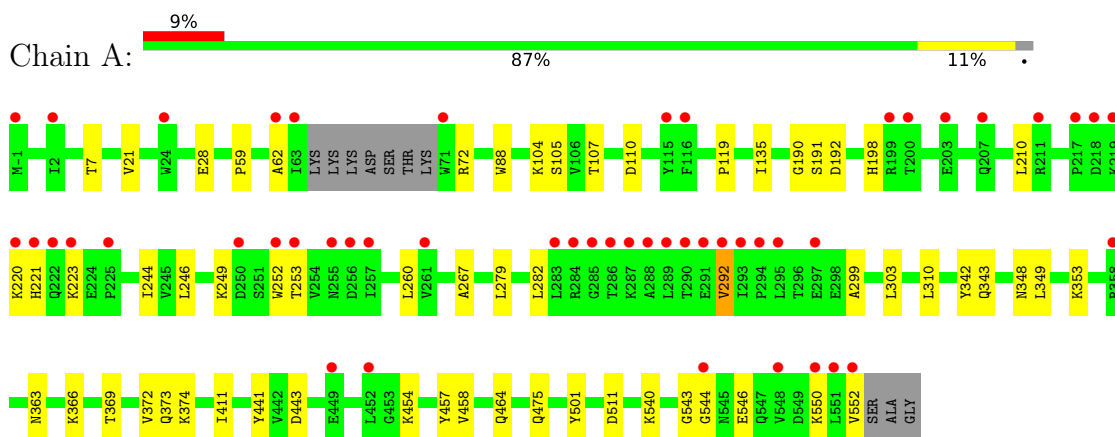 9%
Chain A:
87% 11% •
M-1 I2 T7 V21 W24 E28 P59 A62 I63 LYS LYS LYS ASP SER THR LYS W71 R72 W88 K104 S105 V106 T107 D110 Y115 F116 P119 I135 G190 S191 D192 H198 R199 T200 E203 Q207 L210 R211 P217 D218 K219
K220 H221 Q222 K223 E224 P225 I244 V245 L246 K249 D250 S251 W252 T253 V254 N255 D256 I257 L260 V261 A267 L279 L282 L283 R284 G285 T286 K287 A288 L289 T290 E291 V292 I293 P294 L295 T296 E297 E298 A299 L303 L310 Y342 Q343 N348 L349 K353
N363 K366 T369 V372 Q373 K374 I411 Y441 V442 D443 E449 L452 G453 K454 Y457 V458 Q464 Q475 Y501 D511 K540 G543 G544 N545 E546 Q547 V548 D549 K550 L551 V552 SER ALA GLY